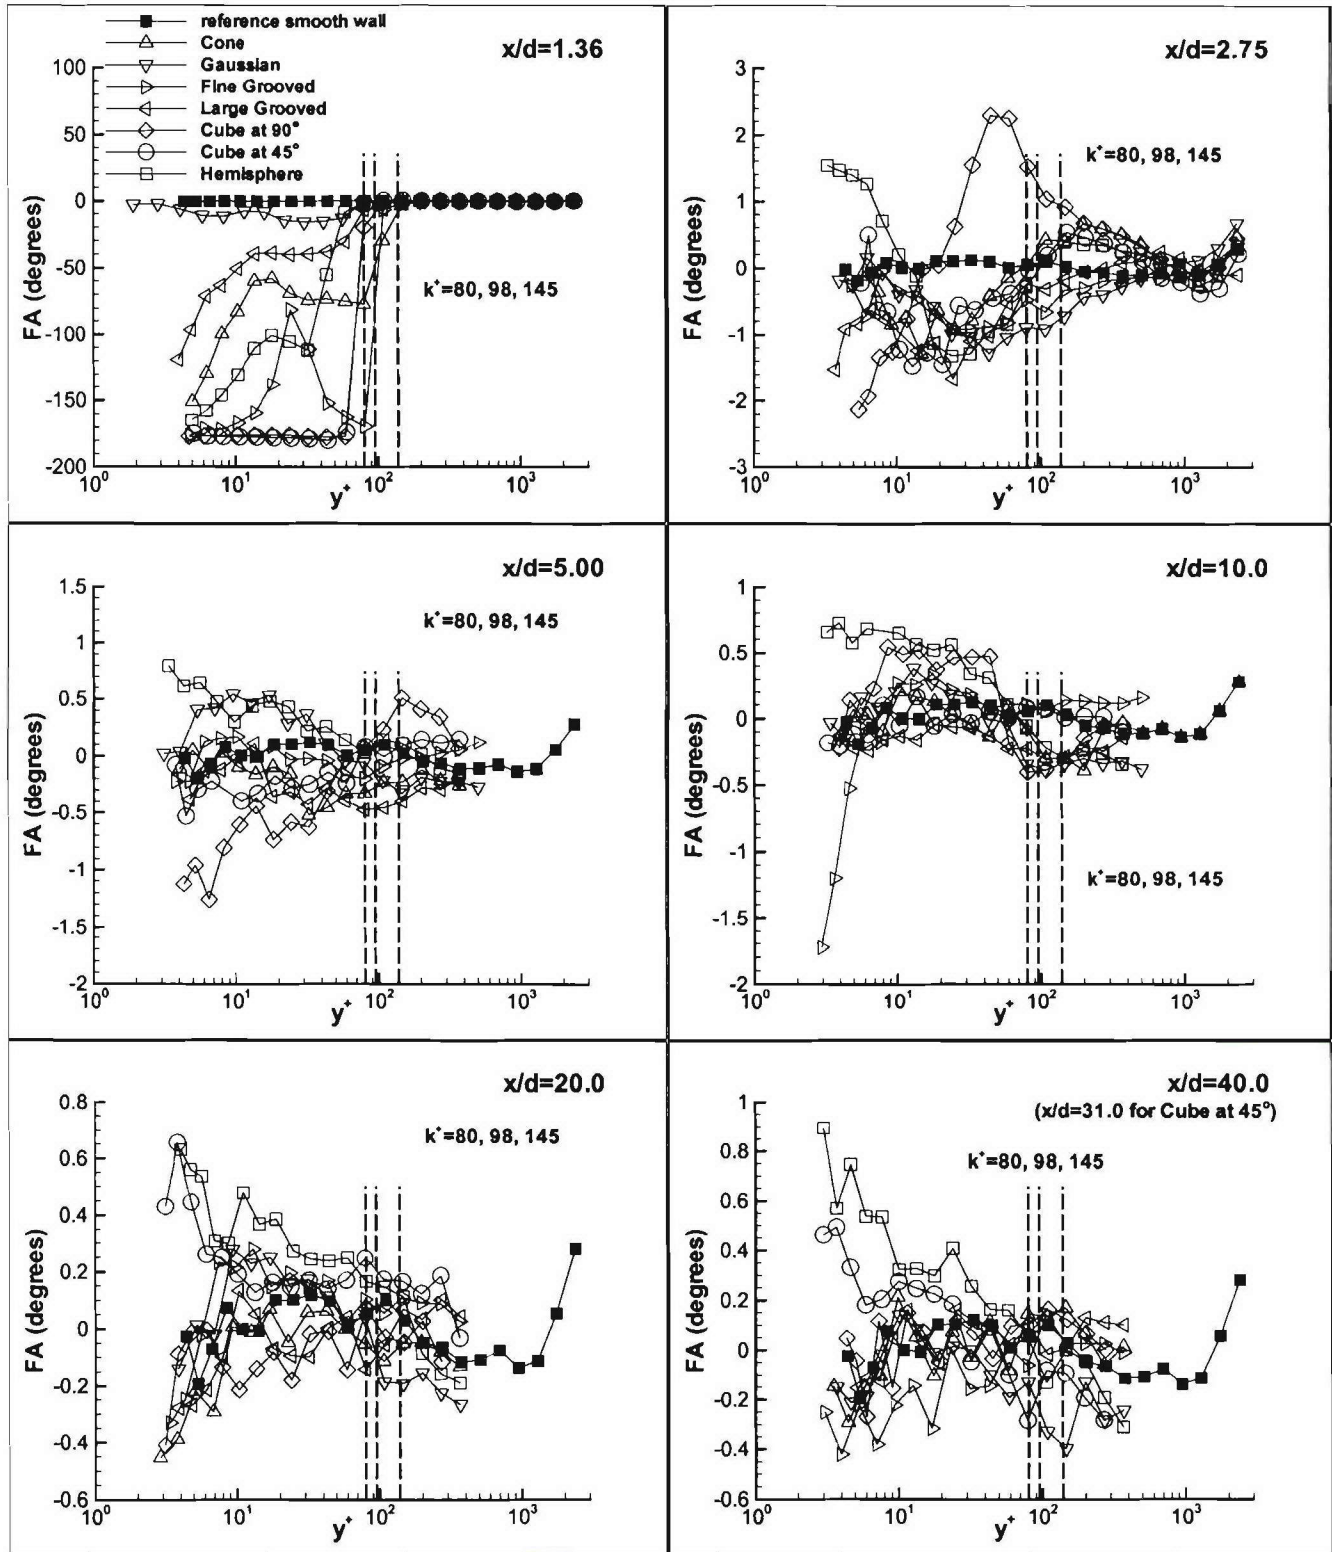 reference smooth wall
Cone
Gaussian
Fine Grooved
Large Grooved
Cube at 90°
Cube at 45°
Hemisphere
x/d=1.36
100
50
0
-50
-100
-150
-200
FA (degrees)
k⁺=80, 98, 145
10⁰ 10¹ 10² 10³
y⁺
x/d=2.75
3
2
1
0
-1
-2
-3
FA (degrees)
k⁺=80, 98, 145
10¹ 10² 10³
y⁺
x/d=5.00
1.5
1
0.5
0
-0.5
-1
-1.5
-2
FA (degrees)
k⁺=80, 98, 145
10⁰ 10¹ 10² 10³
y⁺
x/d=10.0
1
0.5
0
-0.5
-1
-1.5
-2
FA (degrees)
k⁺=80, 98, 145
10⁰ 10¹ 10² 10³
y⁺
x/d=20.0
0.8
0.6
0.4
0.2
0
-0.2
-0.4
-0.6
FA (degrees)
k⁺=80, 98, 145
10⁰ 10¹ 10² 10³
y⁺
x/d=40.0
(x/d=31.0 for Cube at 45°)
1
0.8
0.6
0.4
0.2
0
-0.2
-0.4
-0.6
FA (degrees)
k⁺=80, 98, 145
10⁰ 10¹ 10² 10³
y⁺